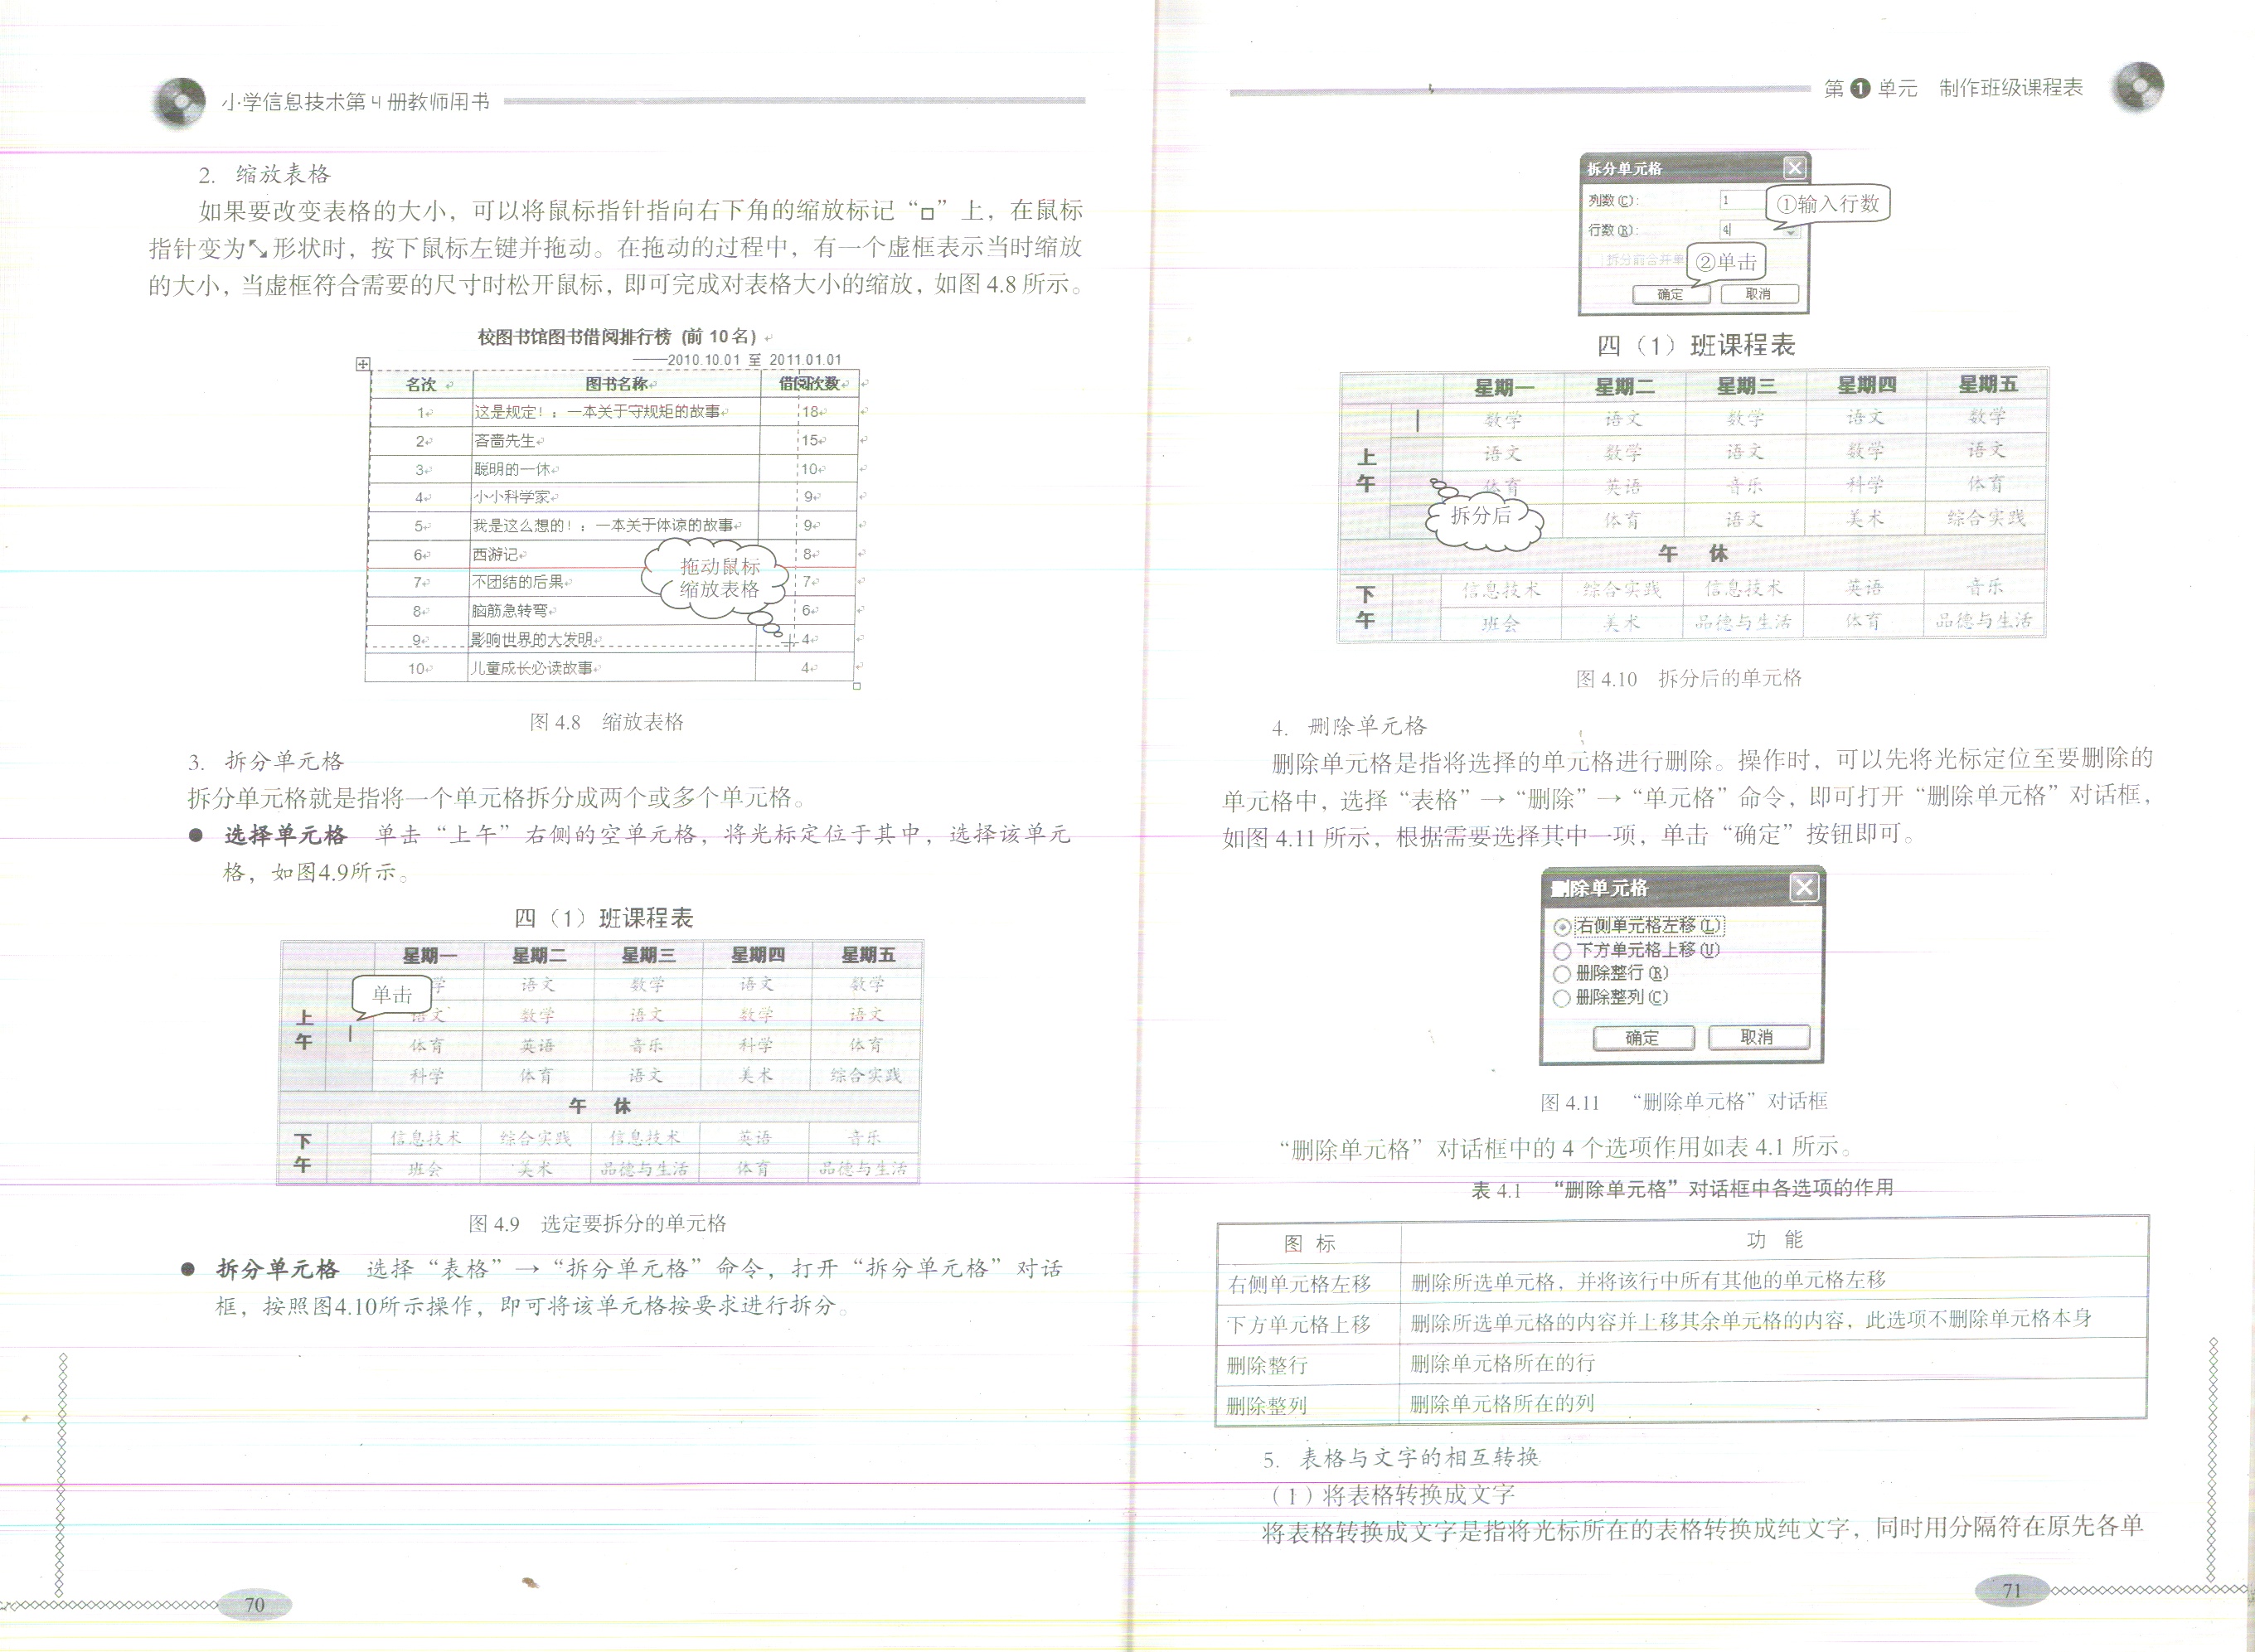 小学信息技术第4册教师用书
2. 缩放表格
如果要改变表格的大小，可以将鼠标指针指向右下角的缩放标记“□”上，在鼠标
指针变为⤡形状时，按下鼠标左键并拖动。在拖动的过程中，有一个虚框表示当时缩放
的大小，当虚框符合需要的尺寸时松开鼠标，即可完成对表格大小的缩放，如图 4.8 所示。
校图书馆图书借阅排行榜 (前 10 名)
——2010.10.01 至 2011.01.01
名次 图书名称 借阅次数
1 这是规定！：一本关于守规矩的故事 18
2 吝啬先生 15
3 聪明的一休 10
4 小小科学家 9
5 我是这么想的！：一本关于体谅的故事 9
6 西游记 8
7 不团结的后果 7
8 脑筋急转弯 6
9 影响世界的大发明 4
10 儿童成长必读故事 4
拖动鼠标
缩放表格
图 4.8 缩放表格
3. 拆分单元格
拆分单元格就是指将一个单元格拆分成两个或多个单元格。
● 选择单元格 单击“上午”右侧的空单元格，将光标定位于其中，选择该单元
格，如图4.9所示。
四（1）班课程表
星期一 星期二 星期三 星期四 星期五
上午
单击
学 语文 数学 语文 数学
语文 数学 语文 数学 语文
体育 英语 音乐 科学 体育
科学 体育 语文 美术 综合实践
午 休
下午
信息技术 综合实践 信息技术 英语 音乐
班会 美术 品德与生活 体育 品德与生活
图 4.9 选定要拆分的单元格
● 拆分单元格 选择“表格”→“拆分单元格”命令，打开“拆分单元格”对话
框，按照图4.10所示操作，即可将该单元格按要求进行拆分。
70
第1单元 制作班级课程表
拆分单元格
列数(C): 1
①输入行数
行数(R): 4
拆分前合并单
②单击
确定 取消
四（1）班课程表
星期一 星期二 星期三 星期四 星期五
上午
数学 语文 数学 语文 数学
语文 数学 语文 数学 语文
体育 英语 音乐 科学 体育
拆分后
体育 语文 美术 综合实践
午 休
下午
信息技术 综合实践 信息技术 英语 音乐
班会 美术 品德与生活 体育 品德与生活
图 4.10 拆分后的单元格
4. 删除单元格
删除单元格是指将选择的单元格进行删除。操作时，可以先将光标定位至要删除的
单元格中，选择“表格”→“删除”→“单元格”命令，即可打开“删除单元格”对话框，
如图 4.11 所示，根据需要选择其中一项，单击“确定”按钮即可。
删除单元格
右侧单元格左移(L)
下方单元格上移(U)
删除整行(R)
删除整列(C)
确定 取消
图 4.11 “删除单元格”对话框
“删除单元格”对话框中的 4 个选项作用如表 4.1 所示。
表 4.1 “删除单元格”对话框中各选项的作用
图 标 功 能
右侧单元格左移 删除所选单元格，并将该行中所有其他的单元格左移
下方单元格上移 删除所选单元格的内容并上移其余单元格的内容，此选项不删除单元格本身
删除整行 删除单元格所在的行
删除整列 删除单元格所在的列
5. 表格与文字的相互转换
（1）将表格转换成文字
将表格转换成文字是指将光标所在的表格转换成纯文字，同时用分隔符在原先各单
71